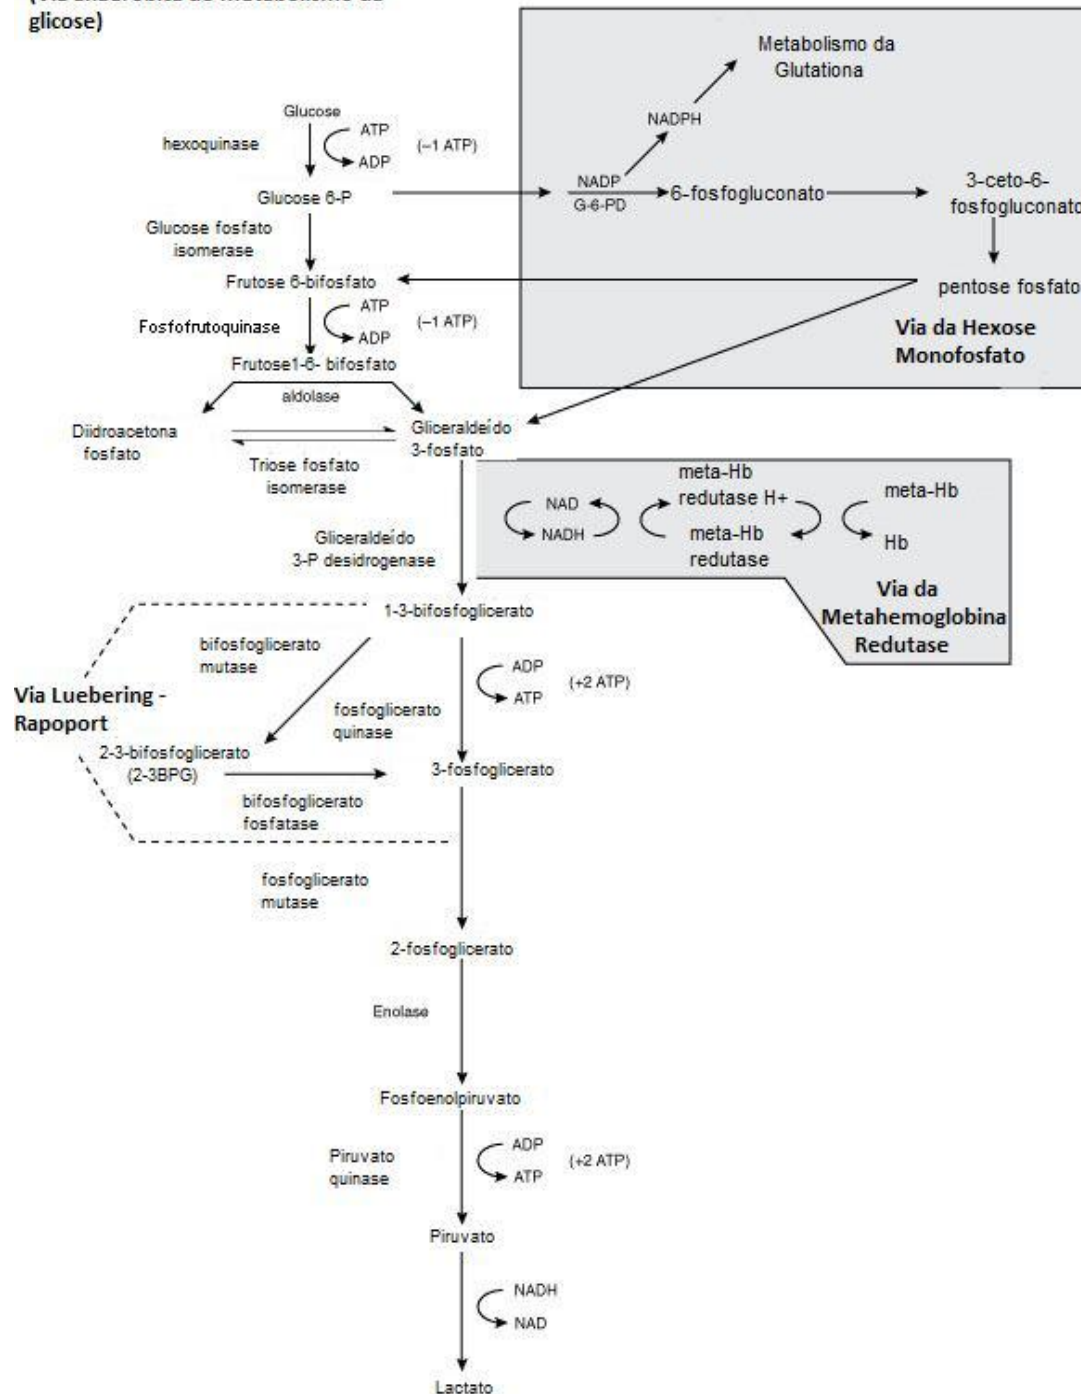 (Via anaeróbica do metabolismo da
glicose)
Metabolismo da
Glutationa
NADPH
Glucose
hexoquinase
ATP
ADP
(–1 ATP)
Glucose 6-P
NADP
G-6-PD
6-fosfogluconato
3-ceto-6-
fosfogluconato
Glucose fosfato
isomerase
Frutose 6-bifosfato
pentose fosfato
Via da Hexose
Monofosfato
Fosfofrutoquinase
ATP
ADP
(–1 ATP)
Frutose1-6- bifosfato
aldolase
Diidroacetona
fosfato
Gliceraldeído
3-fosfato
Triose fosfato
isomerase
NAD
NADH
meta-Hb
redutase H+
meta-Hb
redutase
meta-Hb
Hb
Via da
Metahemoglobina
Redutase
Gliceraldeído
3-P desidrogenase
1-3-bifosfoglicerato
bifosfoglicerato
mutase
ADP
ATP
(+2 ATP)
Via Luebering -
Rapoport
fosfoglicerato
quinase
2-3-bifosfoglicerato
(2-3BPG)
3-fosfoglicerato
bifosfoglicerato
fosfatase
fosfoglicerato
mutase
2-fosfoglicerato
Enolase
Fosfoenolpiruvato
Piruvato
quinase
ADP
ATP
(+2 ATP)
Piruvato
NADH
NAD
Lactato